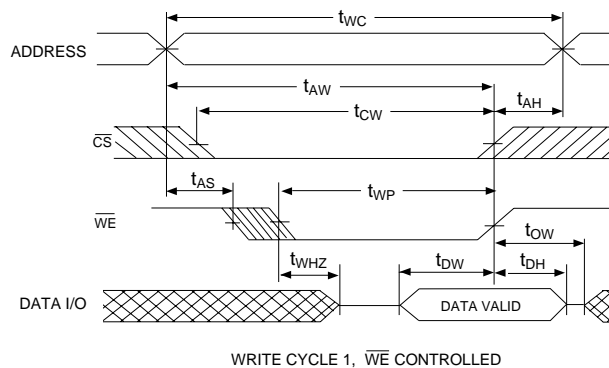 tWC
ADDRESS
tAW
tCW
tAH
CS
tAS
tWP
WE
tOW
tWHZ
tDW
tDH
DATA I/O
DATA VALID
WRITE CYCLE 1, WE CONTROLLED